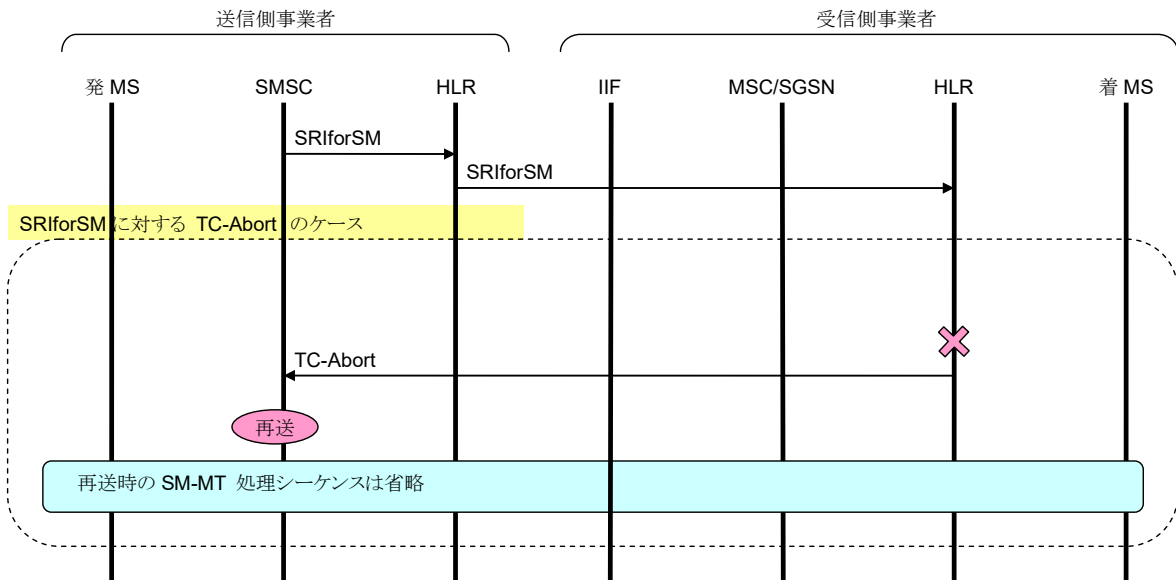 送信側事業者
受信側事業者
発 MS
SMSC
HLR
IIF
MSC/SGSN
HLR
着 MS
SRIforSM
SRIforSM
SRIforSM に対する TC-Abort のケース
TC-Abort
再送
再送時の SM-MT 処理シーケンスは省略